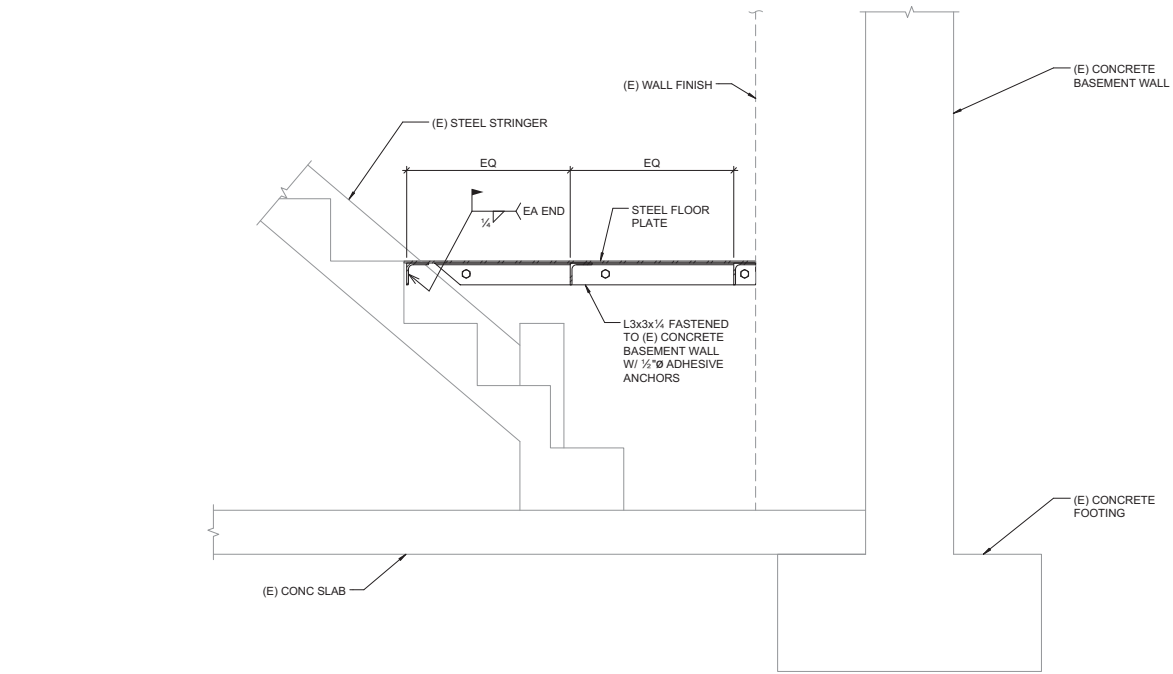 (E) CONCRETE
BASEMENT WALL
(E) WALL FINISH
(E) STEEL STRINGER
EQ
EQ
EA END
¼
STEEL FLOOR
PLATE
L3x3x¼ FASTENED
TO (E) CONCRETE
BASEMENT WALL
W/ ½"Ø ADHESIVE
ANCHORS
(E) CONCRETE
FOOTING
(E) CONC SLAB